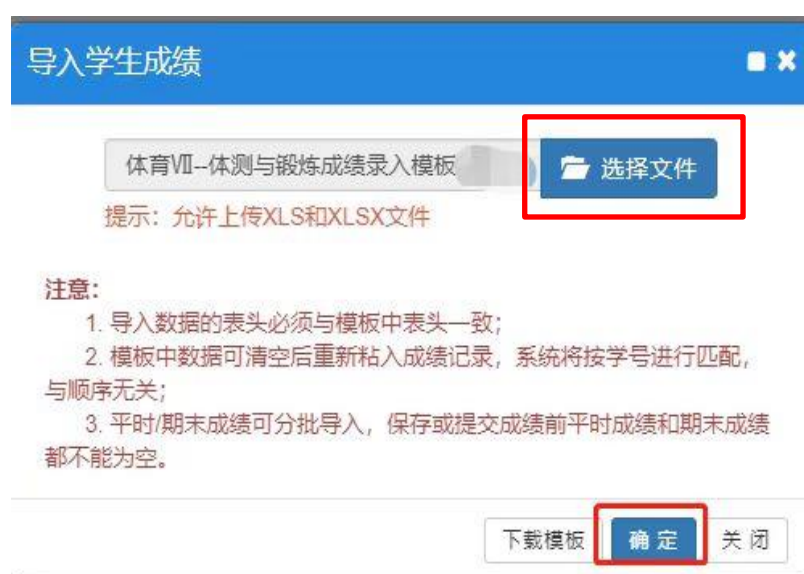 导入学生成绩
体育Ⅶ--体测与锻炼成绩录入模板
选择文件
提示：允许上传XLS和XLSX文件
注意：
1. 导入数据的表头必须与模板中表头一致；
2. 模板中数据可清空后重新粘入成绩记录，系统将按学号进行匹配，
与顺序无关；
3. 平时/期末成绩可分批导入，保存或提交成绩前平时成绩和期末成绩
都不能为空。
下载模板 确定 关闭